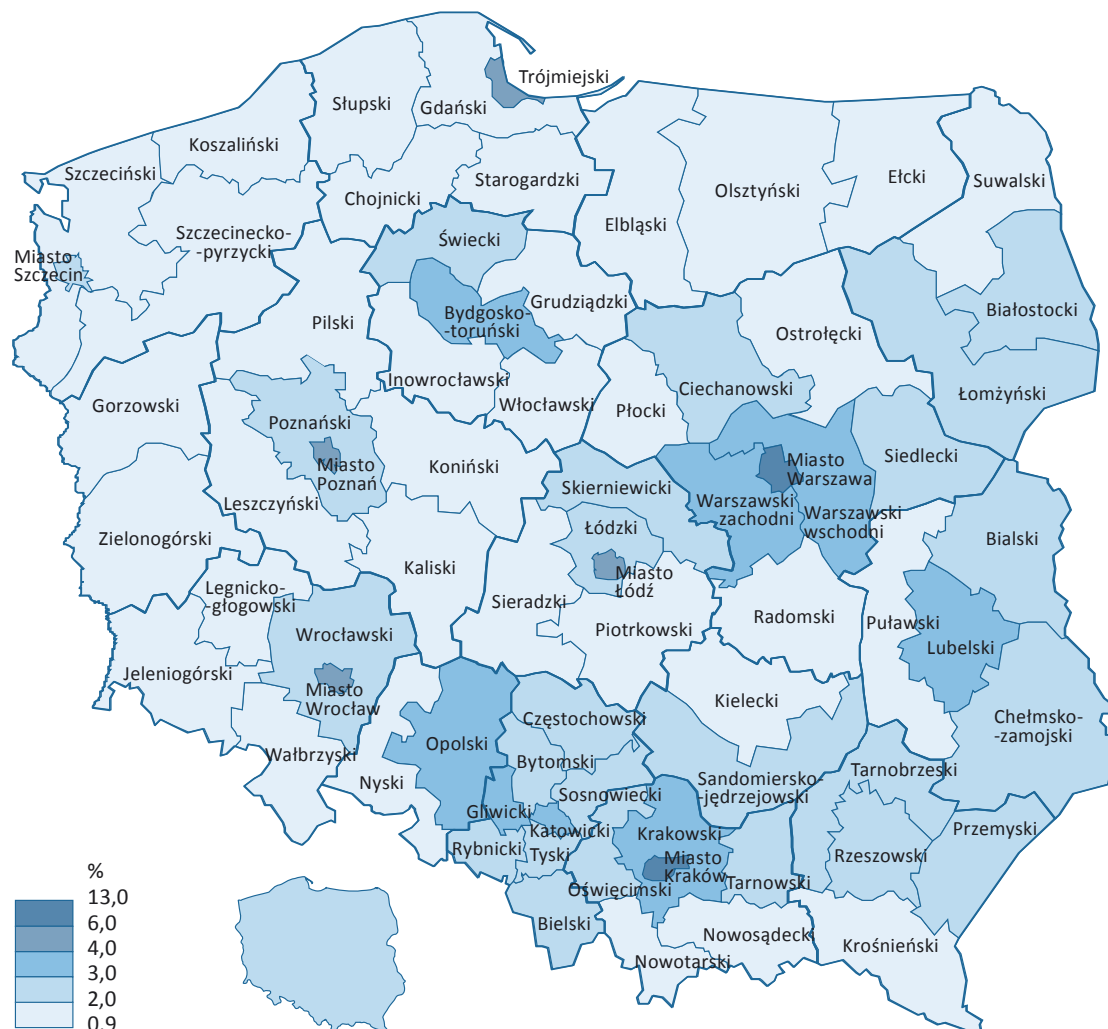 Trójmiejski
Słupski
Gdański
Koszaliński
Szczeciński
Starogardzki
Ełcki
Suwalski
Chojnicki
Olsztyński
Elbląski
Szczecinecko-
-pyrzycki
Świecki
Miasto
Szczecin
Grudziądzki
Białostocki
Bydgosko-
-toruński
Pilski
Ostrołęcki
Inowrocławski
Ciechanowski
Łomżyński
Gorzowski
Włocławski
Płocki
Poznański
Siedlecki
Miasto
Poznań
Koniński
Miasto
Warszawa
Skierniewicki
Leszczyński
Warszawski
zachodni
Warszawski
wschodni
Łódzki
Zielonogórski
Bialski
Kaliski
Miasto
Łódź
Legnicko-
-głogowski
Sieradzki
Radomski
Puławski
Piotrkowski
Wrocławski
Lubelski
Jeleniogórski
Miasto
Wrocław
Kielecki
Chełmsko-
-zamojski
Częstochowski
Opolski
Wałbrzyski
Bytomski
Tarnobrzeski
Nyski
Sandomiersko-
-jędrzejowski
Sosnowiecki
Gliwicki
Katowicki
Krakowski
Przemyski
Rybnicki
Tyski
Miasto
Kraków
Rzeszowski
Oświęcimski
Tarnowski
Bielski
Nowosądecki
Krośnieński
Nowotarski
%
13,0
6,0
4,0
3,0
2,0
0,9